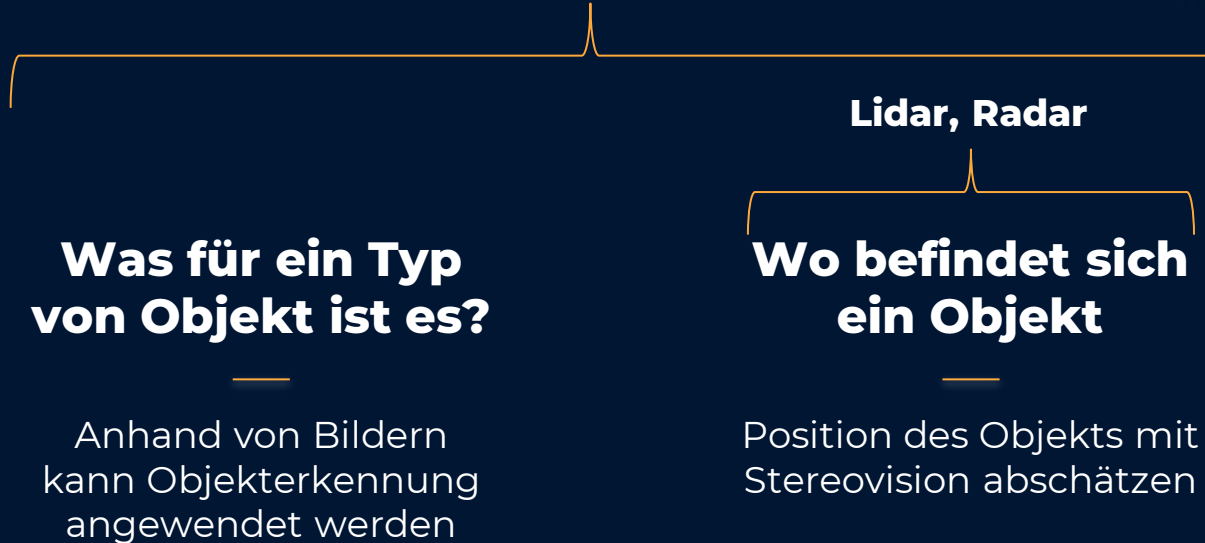 Lidar, Radar
Was für ein Typ
von Objekt ist es?
Anhand von Bildern
kann Objekterkennung
angewendet werden
Wo befindet sich
ein Objekt
Position des Objekts mit
Stereovision abschätzen